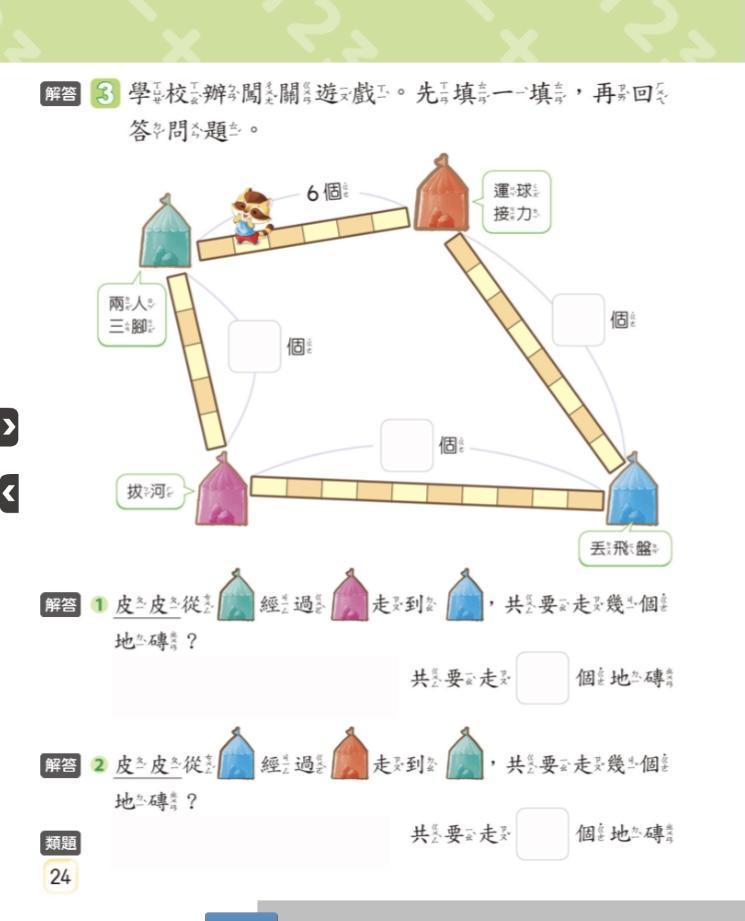 解答 3 學校辦闖關遊戲。先填一填，再回
答問題。
6個
運球
接力
兩人
三腳
個
個
個
拔河
丟飛盤
解答 1 皮皮從 經過 走到 ，共要走幾個
地磚？
共要走 個地磚
解答 2 皮皮從 經過 走到 ，共要走幾個
地磚？
共要走 個地磚
類題
24